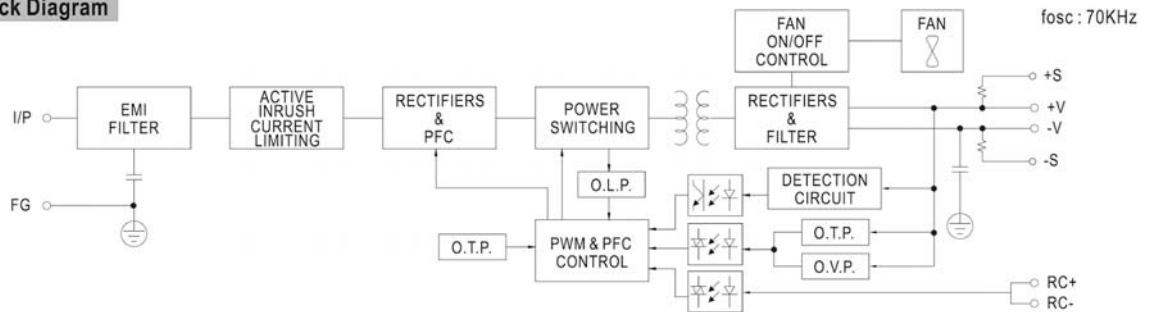 ck Diagram
fosc : 70KHz
FAN
ON/OFF
CONTROL
FAN
I/P
EMI
FILTER
ACTIVE
INRUSH
CURRENT
LIMITING
RECTIFIERS
&
PFC
POWER
SWITCHING
RECTIFIERS
&
FILTER
+S
+V
-V
-S
FG
O.L.P.
DETECTION
CIRCUIT
O.T.P.
PWM & PFC
CONTROL
O.T.P.
O.V.P.
RC+
RC-